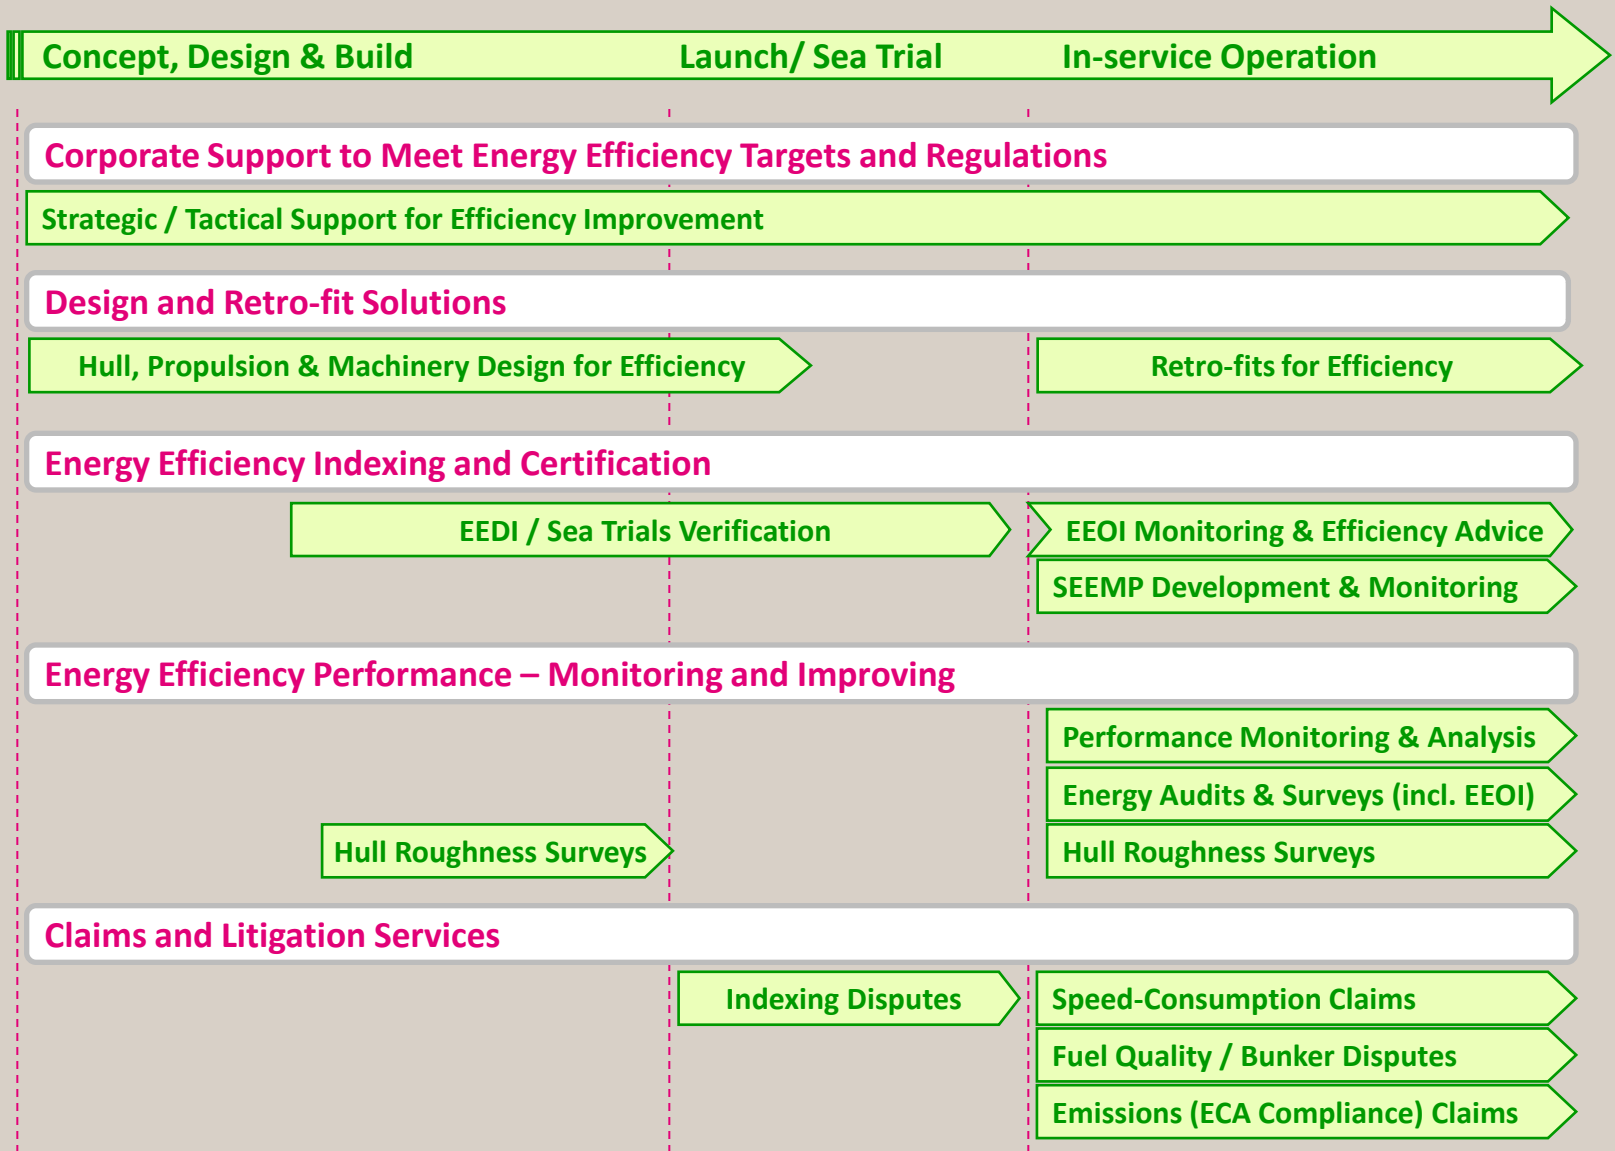 Concept, Design & Build
Launch/ Sea Trial
In-service Operation
Corporate Support to Meet Energy Efficiency Targets and Regulations
Strategic / Tactical Support for Efficiency Improvement
Design and Retro-fit Solutions
Hull, Propulsion & Machinery Design for Efficiency
Retro-fits for Efficiency
Energy Efficiency Indexing and Certification
EEDI / Sea Trials Verification
EEOI Monitoring & Efficiency Advice
SEEMP Development & Monitoring
Energy Efficiency Performance – Monitoring and Improving
Performance Monitoring & Analysis
Energy Audits & Surveys (incl. EEOI)
Hull Roughness Surveys
Hull Roughness Surveys
Claims and Litigation Services
Indexing Disputes
Speed-Consumption Claims
Fuel Quality / Bunker Disputes
Emissions (ECA Compliance) Claims